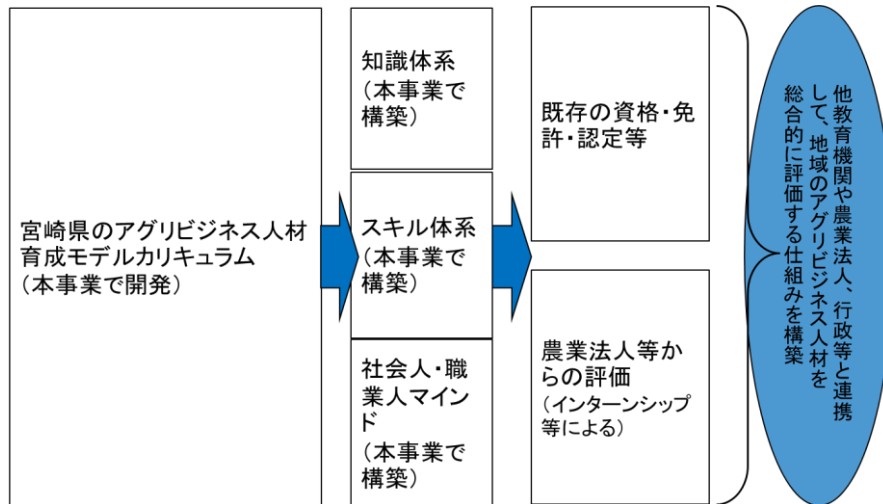 宮崎県のアグリビジネス人材
育成モデルカリキュラム
(本事業で開発)
知識体系
(本事業で
構築)
スキル体系
(本事業で
構築)
社会人・職
業人マイン
ド
(本事業で
構築)
既存の資格・免
許・認定等
農業法人等か
らの評価
(インターンシップ
等による)
他教育機関や農業法人、行政等と連携
して、地域のアグリビジネス人材を
総合的に評価する仕組みを構築